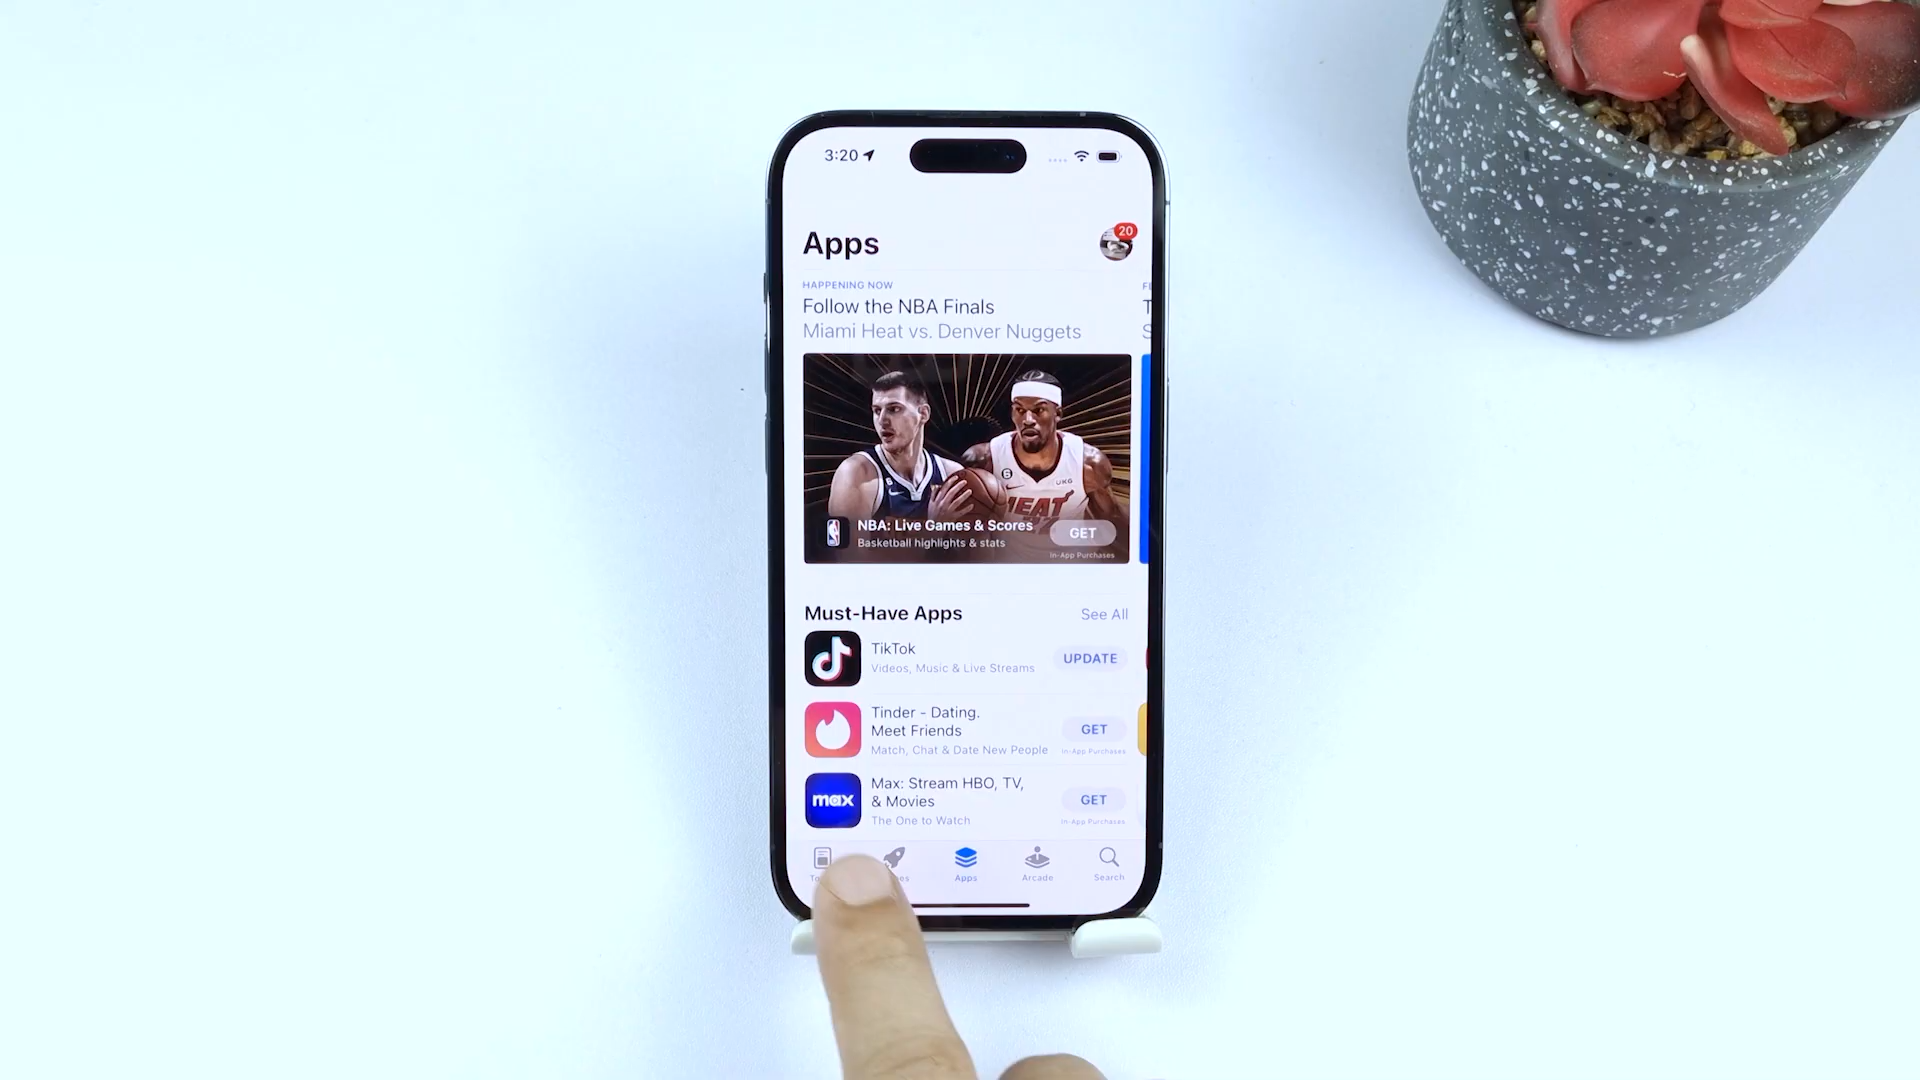 3:20
Apps
20
HAPPENING NOW
Follow the NBA Finals
Miami Heat vs. Denver Nuggets
UKG
HEAT
NBA: Live Games & Scores
Basketball highlights & stats
GET
In-App Purchases
Must-Have Apps
See All
TikTok
Videos, Music & Live Streams
UPDATE
Tinder - Dating.
Meet Friends
Match, Chat & Date New People
GET
In-App Purchases
max
Max: Stream HBO, TV,
& Movies
The One to Watch
GET
In-App Purchases
Apps
Arcade
Search